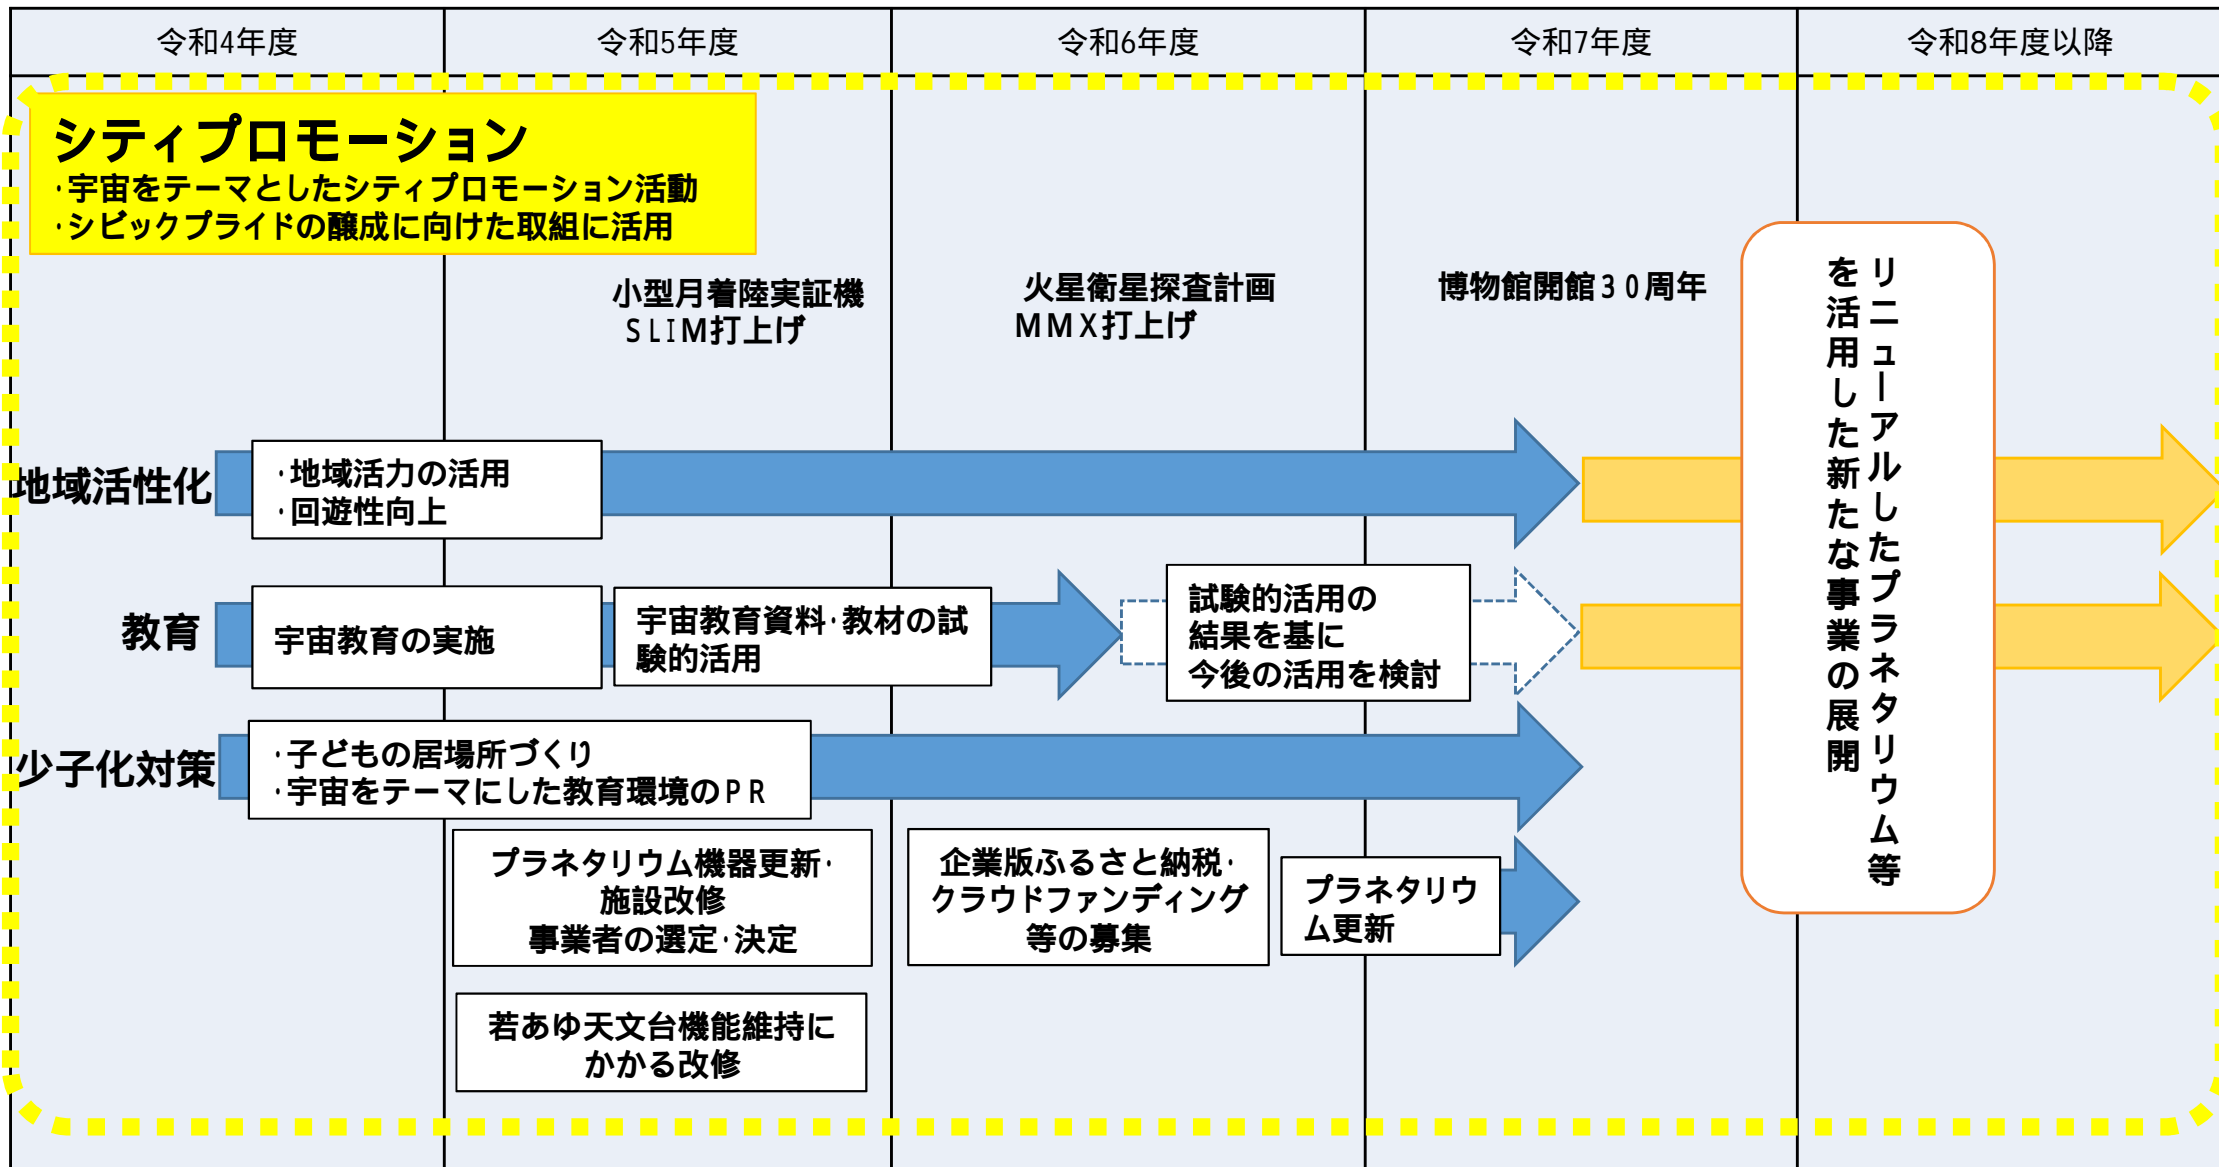 令和4年度
令和5年度
令和6年度
令和7年度
令和8年度以降
シティプロモーション
・宇宙をテーマとしたシティプロモーション活動
・シビックプライドの醸成に向けた取組に活用
小型月着陸実証機
SLIM打上げ
火星衛星探査計画
MMX打上げ
博物館開館30周年
リニューアルしたプラネタリウム等
を活用した新たな事業の展開
地域活性化
・地域活力の活用
・回遊性向上
教育
宇宙教育の実施
宇宙教育資料・教材の試
験的活用
試験的活用の
結果を基に
今後の活用を検討
少子化対策
・子どもの居場所づくり
・宇宙をテーマにした教育環境のPR
プラネタリウム機器更新・
施設改修
事業者の選定・決定
企業版ふるさと納税・
クラウドファンディング
等の募集
プラネタリウ
ム更新
若あゆ天文台機能維持に
かかる改修